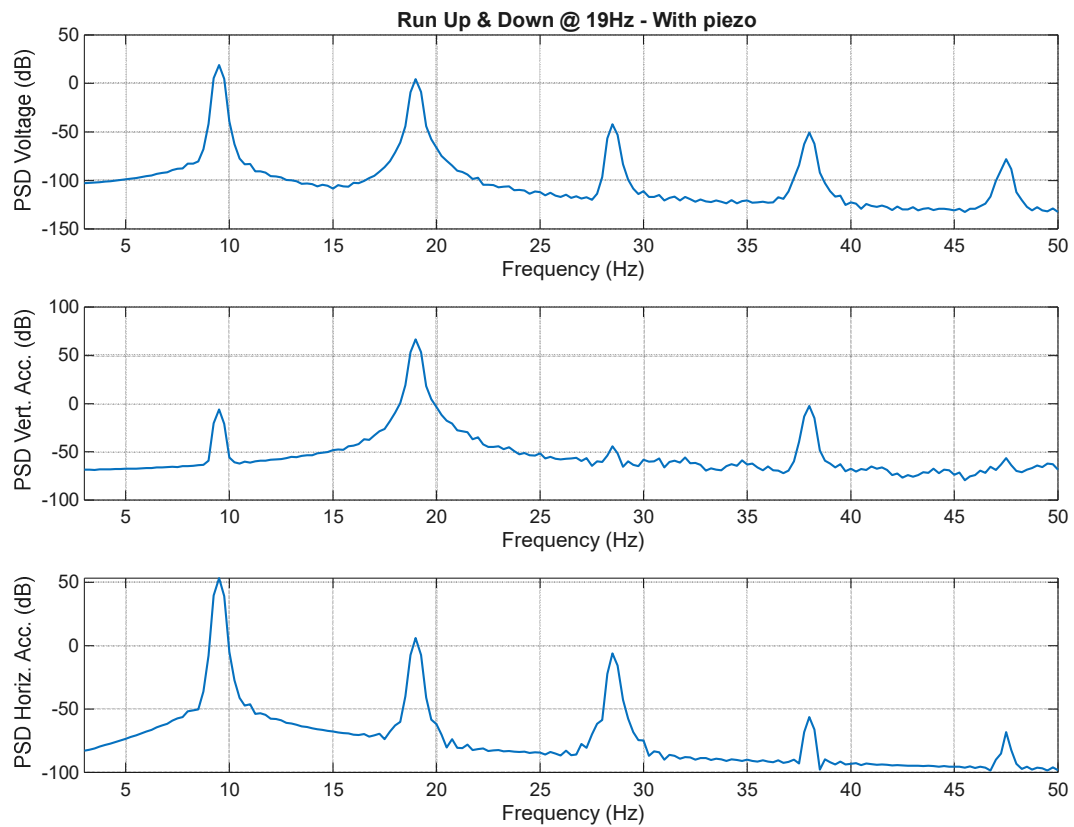 Run Up & Down @ 19Hz - With piezo
PSD Voltage (dB)
50
0
-50
-100
-150
5 10 15 20 25 30 35 40 45 50
Frequency (Hz)
PSD Vert. Acc. (dB)
100
50
0
-50
-100
5 10 15 20 25 30 35 40 45 50
Frequency (Hz)
PSD Horiz. Acc. (dB)
50
0
-50
-100
5 10 15 20 25 30 35 40 45 50
Frequency (Hz)